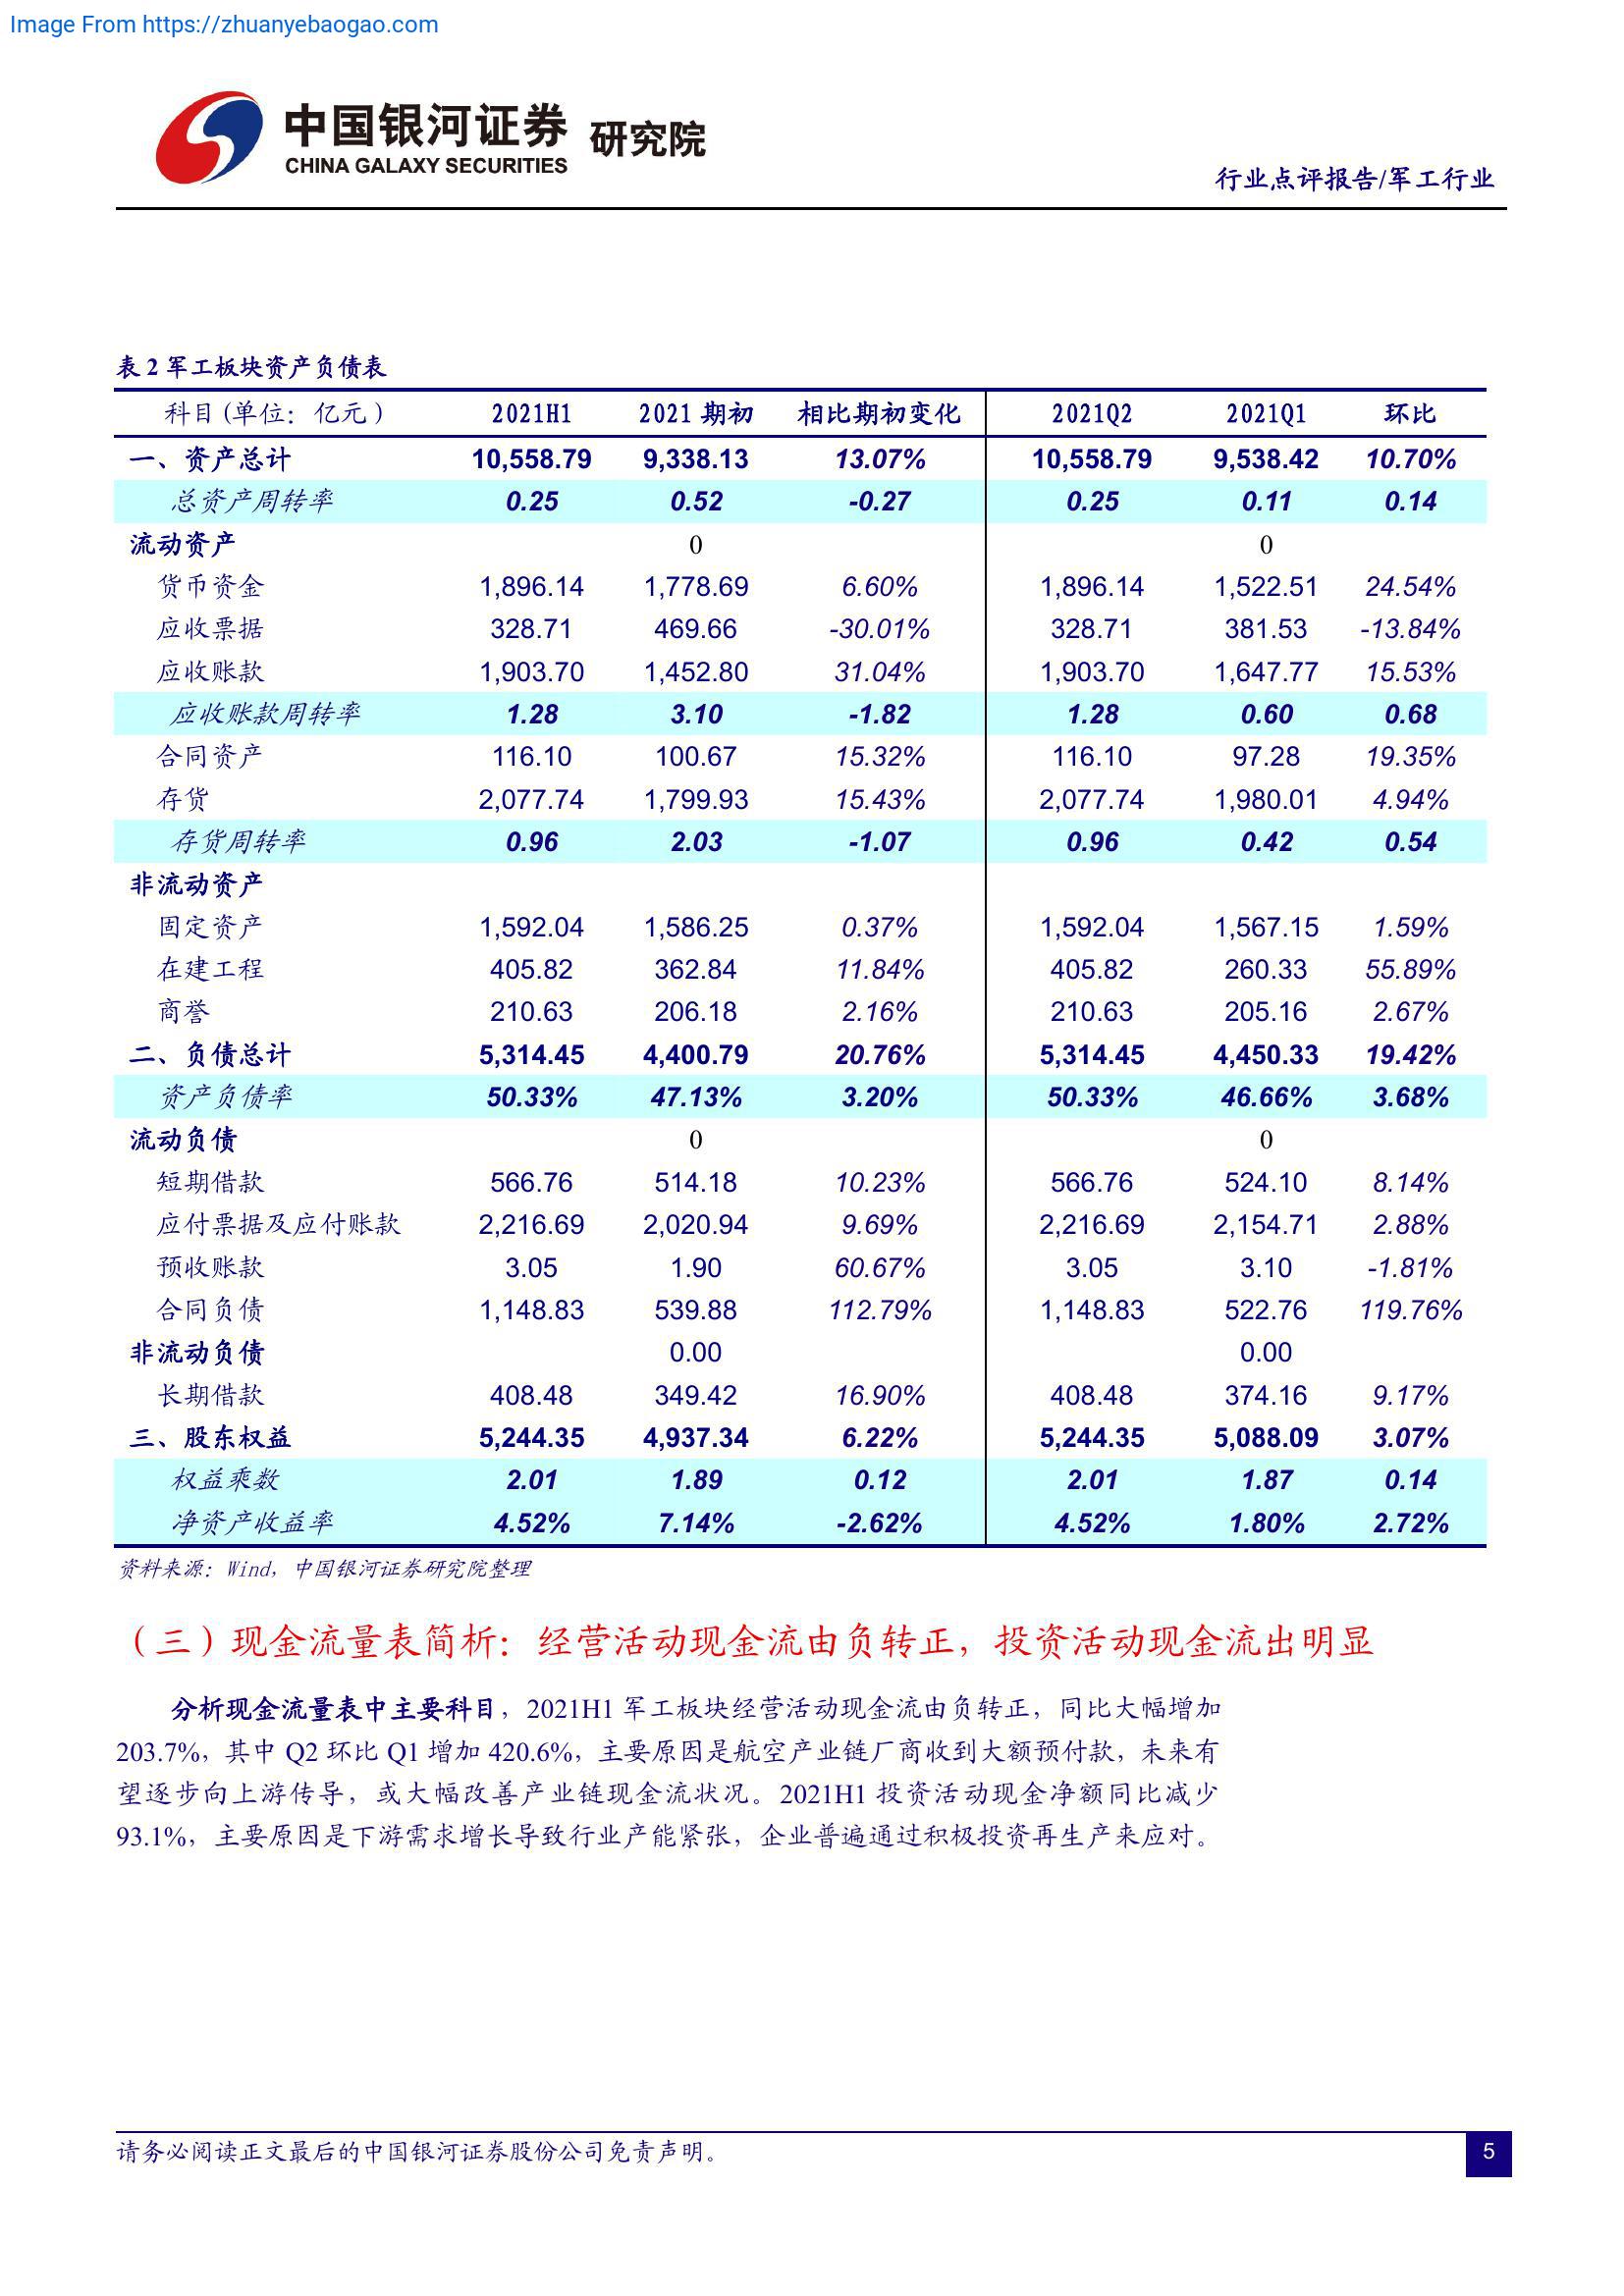 Image From https://zhuanyebaogao.com
中国银河证券 研究院
CHINA GALAXY SECURITIES
行业点评报告/军工行业
表 2 军工板块资产负债表
科目(单位：亿元) 2021H1 2021 期初 相比期初变化 2021Q2 2021Q1 环比
一、资产总计 10,558.79 9,338.13 13.07% 10,558.79 9,538.42 10.70%
总资产周转率 0.25 0.52 -0.27 0.25 0.11 0.14
流动资产 0 0
货币资金 1,896.14 1,778.69 6.60% 1,896.14 1,522.51 24.54%
应收票据 328.71 469.66 -30.01% 328.71 381.53 -13.84%
应收账款 1,903.70 1,452.80 31.04% 1,903.70 1,647.77 15.53%
应收账款周转率 1.28 3.10 -1.82 1.28 0.60 0.68
合同资产 116.10 100.67 15.32% 116.10 97.28 19.35%
存货 2,077.74 1,799.93 15.43% 2,077.74 1,980.01 4.94%
存货周转率 0.96 2.03 -1.07 0.96 0.42 0.54
非流动资产
固定资产 1,592.04 1,586.25 0.37% 1,592.04 1,567.15 1.59%
在建工程 405.82 362.84 11.84% 405.82 260.33 55.89%
商誉 210.63 206.18 2.16% 210.63 205.16 2.67%
二、负债总计 5,314.45 4,400.79 20.76% 5,314.45 4,450.33 19.42%
资产负债率 50.33% 47.13% 3.20% 50.33% 46.66% 3.68%
流动负债 0 0
短期借款 566.76 514.18 10.23% 566.76 524.10 8.14%
应付票据及应付账款 2,216.69 2,020.94 9.69% 2,216.69 2,154.71 2.88%
预收账款 3.05 1.90 60.67% 3.05 3.10 -1.81%
合同负债 1,148.83 539.88 112.79% 1,148.83 522.76 119.76%
非流动负债 0.00 0.00
长期借款 408.48 349.42 16.90% 408.48 374.16 9.17%
三、股东权益 5,244.35 4,937.34 6.22% 5,244.35 5,088.09 3.07%
权益乘数 2.01 1.89 0.12 2.01 1.87 0.14
净资产收益率 4.52% 7.14% -2.62% 4.52% 1.80% 2.72%
资料来源：Wind，中国银河证券研究院整理
（三）现金流量表简析：经营活动现金流由负转正，投资活动现金流出明显
分析现金流量表中主要科目，2021H1 军工板块经营活动现金流由负转正，同比大幅增加
203.7%，其中 Q2 环比 Q1 增加 420.6%，主要原因是航空产业链厂商收到大额预付款，未来有
望逐步向上游传导，或大幅改善产业链现金流状况。2021H1 投资活动现金净额同比减少
93.1%，主要原因是下游需求增长导致行业产能紧张，企业普遍通过积极投资再生产来应对。
请务必阅读正文最后的中国银河证券股份公司免责声明。
5